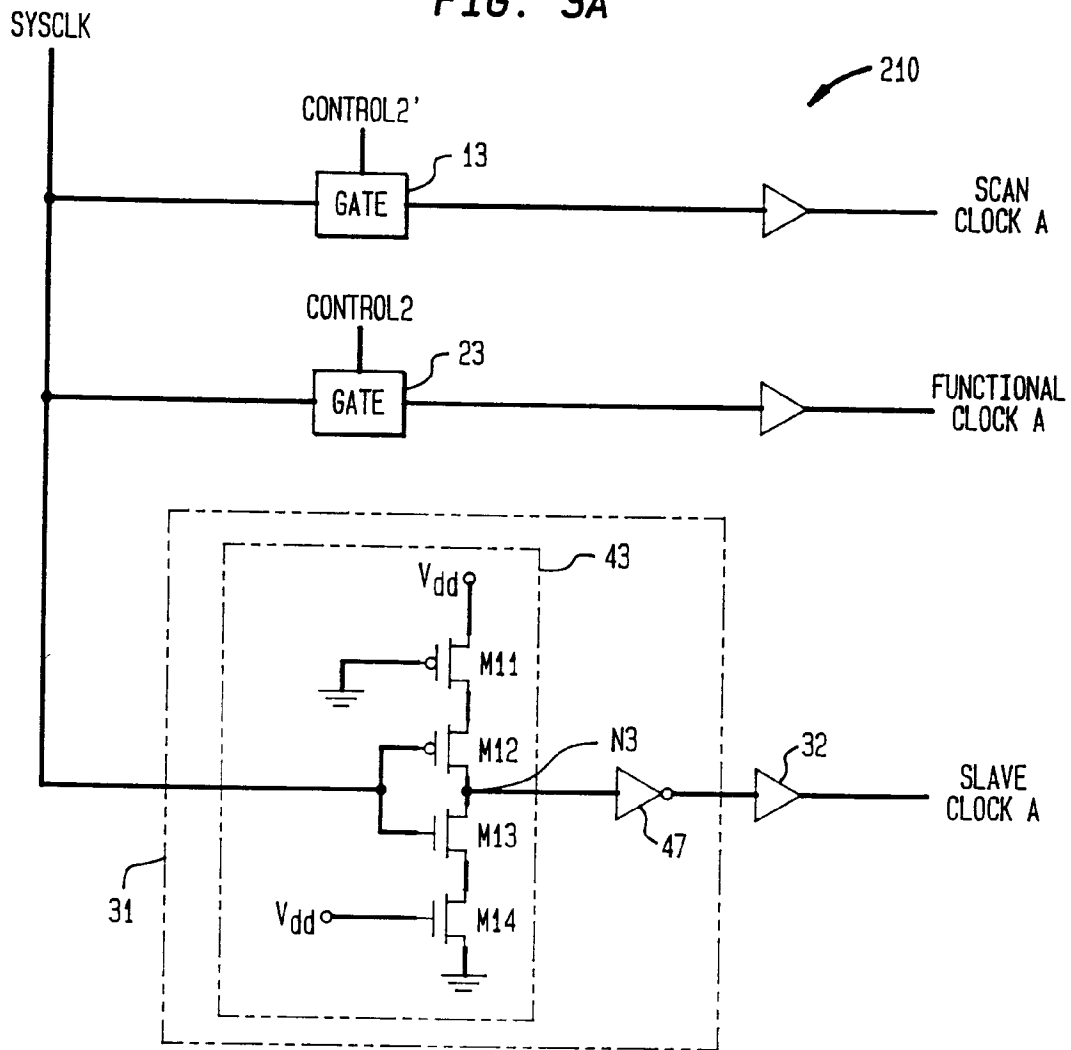 FIG. 3A
SYSCLK
210
CONTROL2'
13
GATE
SCAN
CLOCK A
CONTROL2
23
GATE
FUNCTIONAL
CLOCK A
43
Vdd
M11
M12
N3
32
SLAVE
CLOCK A
M13
47
31
Vdd
M14